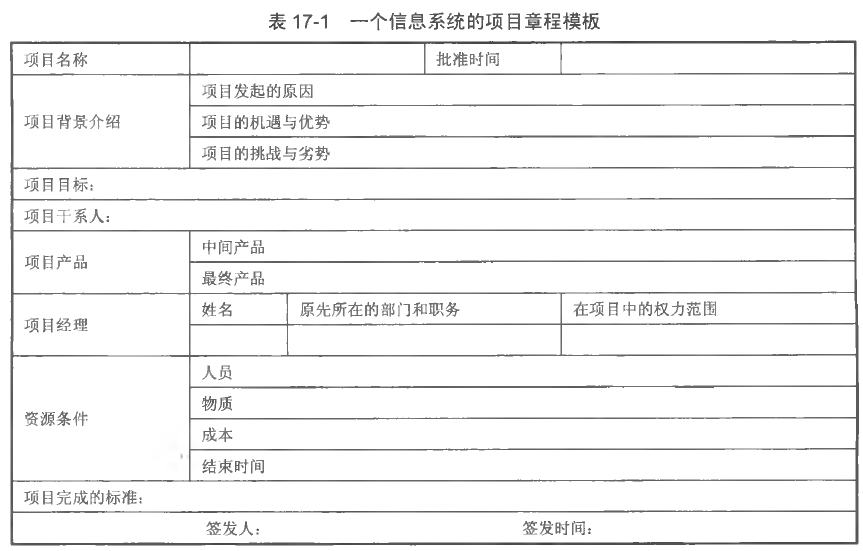 表 17-1 一个信息系统的项目章程模板
项目名称 批准时间
项目背景介绍
项目发起的原因
项目的机遇与优势
项目的挑战与劣势
项目目标：
项目干系人：
项目产品
中间产品
最终产品
项目经理
姓名 原先所在的部门和职务 在项目中的权力范围
资源条件
人员
物质
成本
结束时间
项目完成的标准：
签发人： 签发时间：